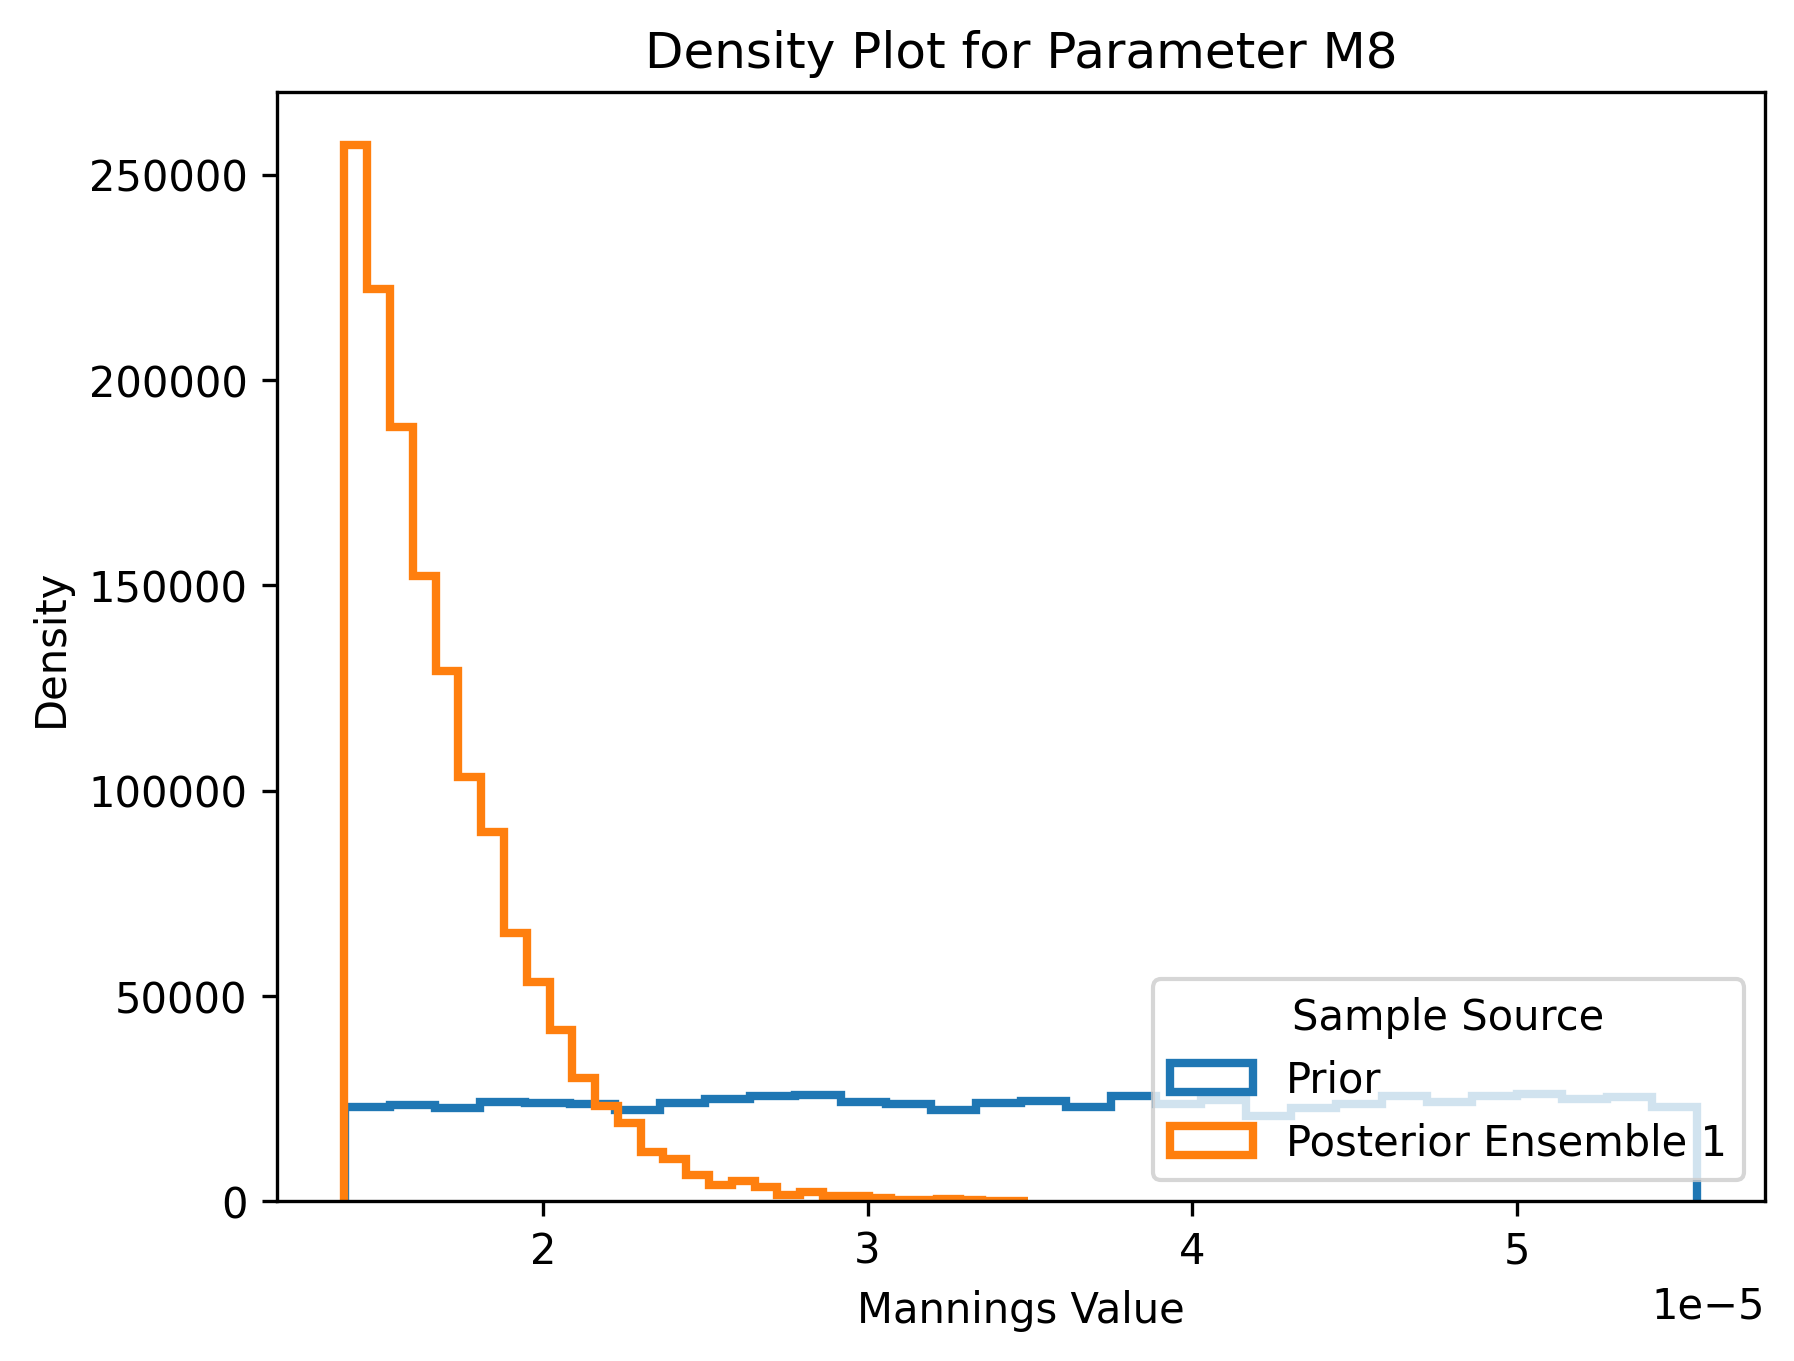 Density Plot for Parameter M8
250000
200000
150000
100000
50000
0
Density
Sample Source
Prior
Posterior Ensemble 1
2 3 4 5
1e−5
Mannings Value